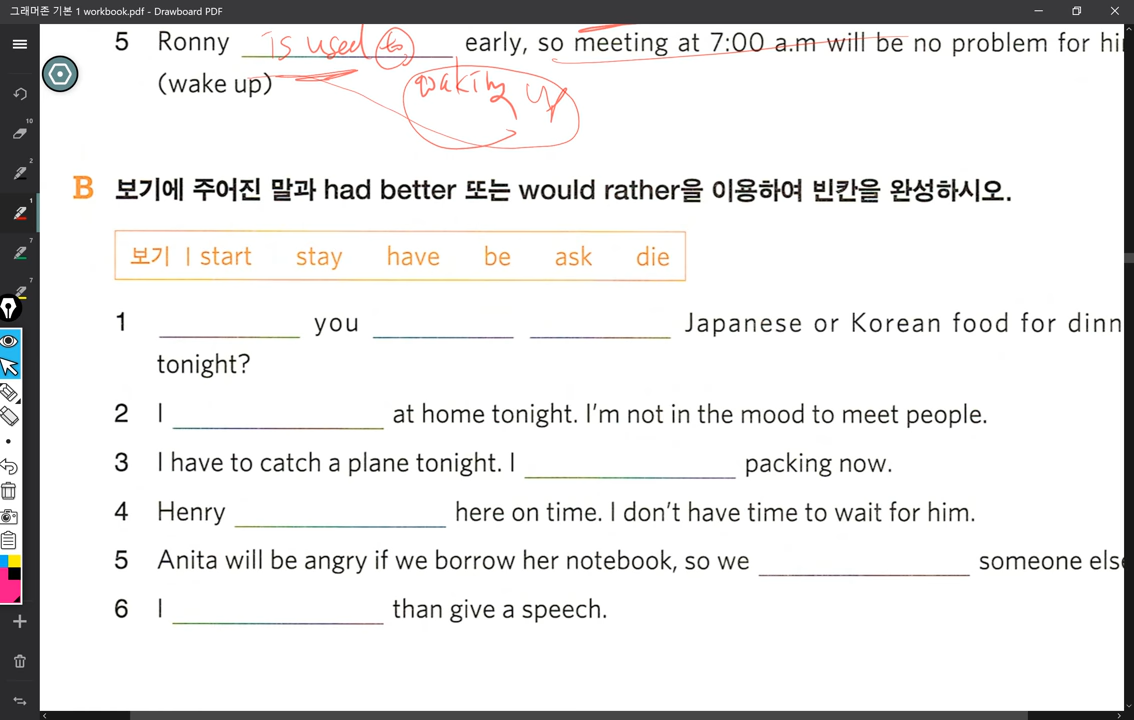 그래머존 기본 1 workbook.pdf - Drawboard PDF
5 Ronny is used to early, so meeting at 7:00 a.m will be no problem for hi
(wake up) waking up
B 보기에 주어진 말과 had better 또는 would rather을 이용하여 빈칸을 완성하시오.
보기 | start stay have be ask die
1 you Japanese or Korean food for dinn
tonight?
2 I at home tonight. I'm not in the mood to meet people.
3 I have to catch a plane tonight. I packing now.
4 Henry here on time. I don't have time to wait for him.
5 Anita will be angry if we borrow her notebook, so we someone else
6 I than give a speech.
10
2
1
7
7